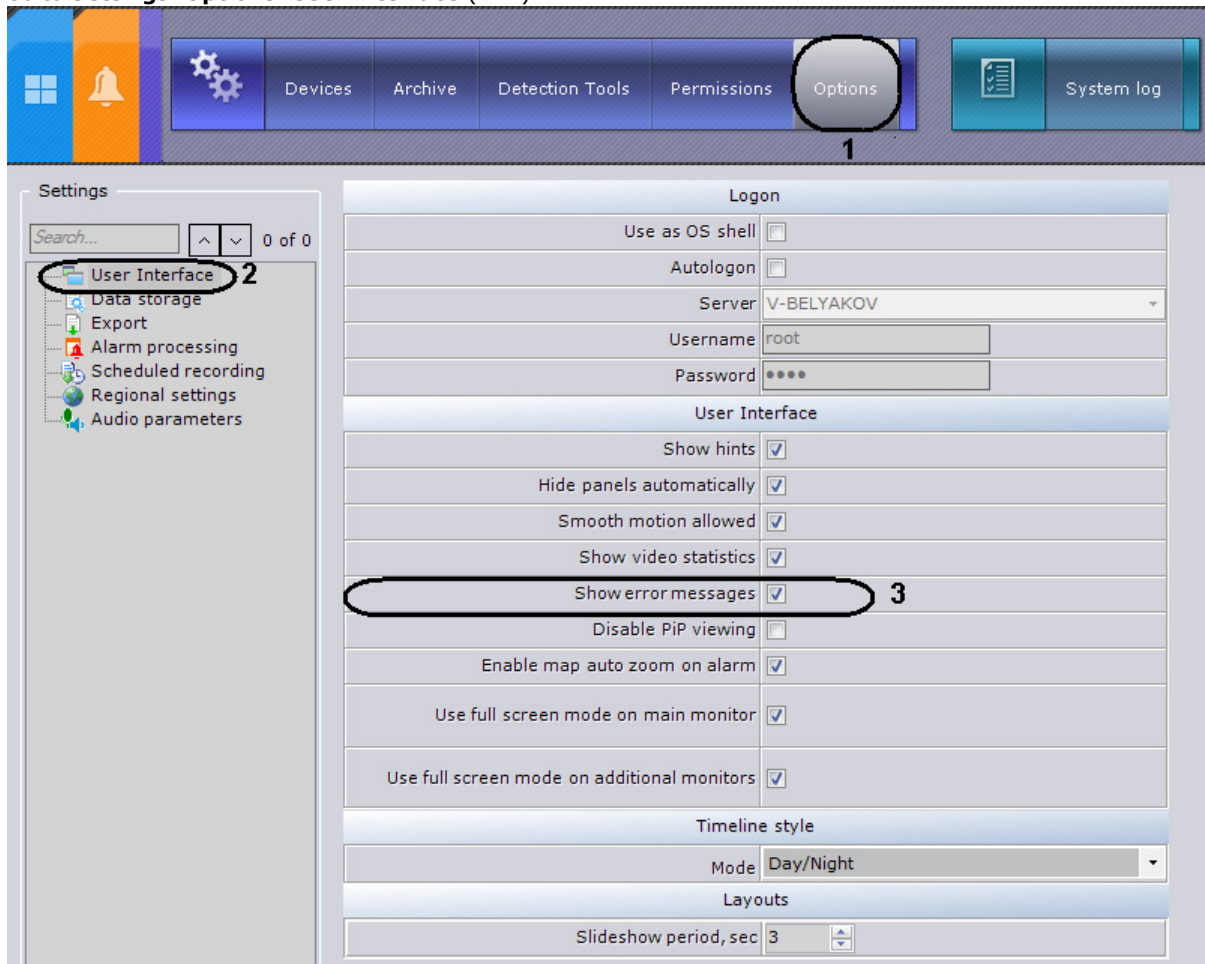 Devices Archive Detection Tools Permissions Options System log
1
Settings
Search... 0 of 0
User Interface 2
Data storage
Export
Alarm processing
Scheduled recording
Regional settings
Audio parameters
Logon
Use as OS shell
Autologon
Server V-BELYAKOV
Username root
Password ••••
User Interface
Show hints
Hide panels automatically
Smooth motion allowed
Show video statistics
Show error messages 3
Disable PiP viewing
Enable map auto zoom on alarm
Use full screen mode on main monitor
Use full screen mode on additional monitors
Timeline style
Mode Day/Night
Layouts
Slideshow period, sec 3